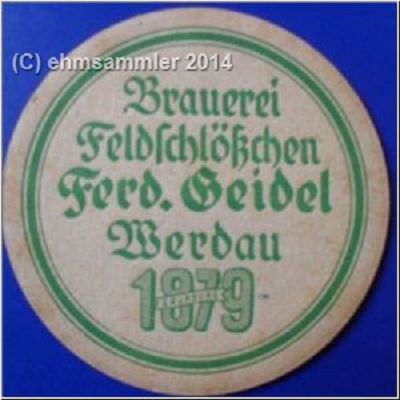 (C) ehmsammler 2014
Brauerei
Feldſchlößchen
Ferd. Geidel
Werdau
1879